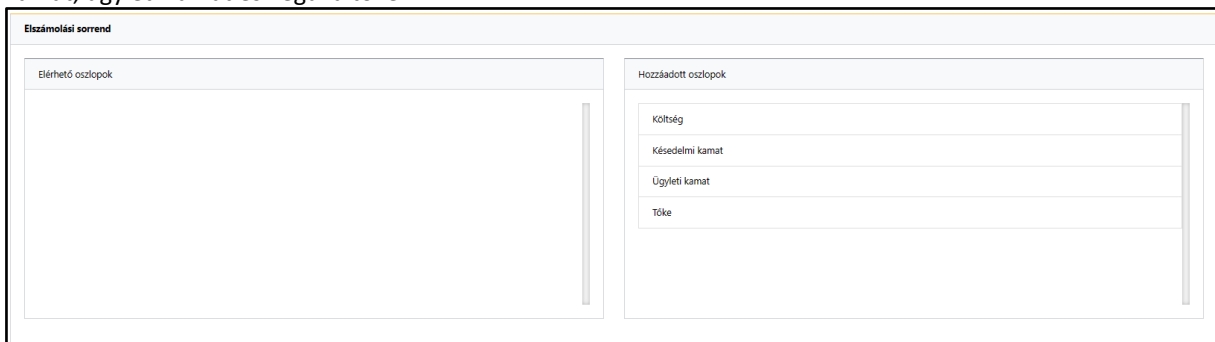 Elszámolási sorrend
Elérhető oszlopok
Hozzáadott oszlopok
Költség
Késedelmi kamat
Ügyleti kamat
Tőke